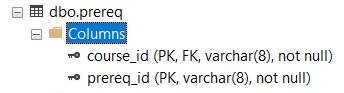 dbo.prereq
Columns
course_id (PK, FK, varchar(8), not null)
prereq_id (PK, varchar(8), not null)